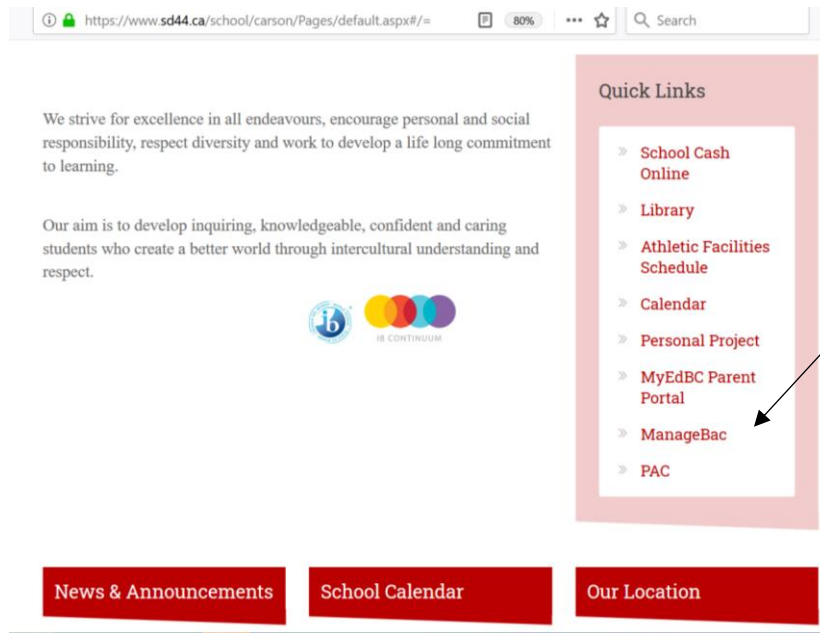 https://www.sd44.ca/school/carson/Pages/default.aspx#/=
80%
Search
We strive for excellence in all endeavours, encourage personal and social
responsibility, respect diversity and work to develop a life long commitment
to learning.
Our aim is to develop inquiring, knowledgeable, confident and caring
students who create a better world through intercultural understanding and
respect.
ib
IB CONTINUUM
Quick Links
School Cash
Online
Library
Athletic Facilities
Schedule
Calendar
Personal Project
MyEdBC Parent
Portal
ManageBac
PAC
News & Announcements
School Calendar
Our Location